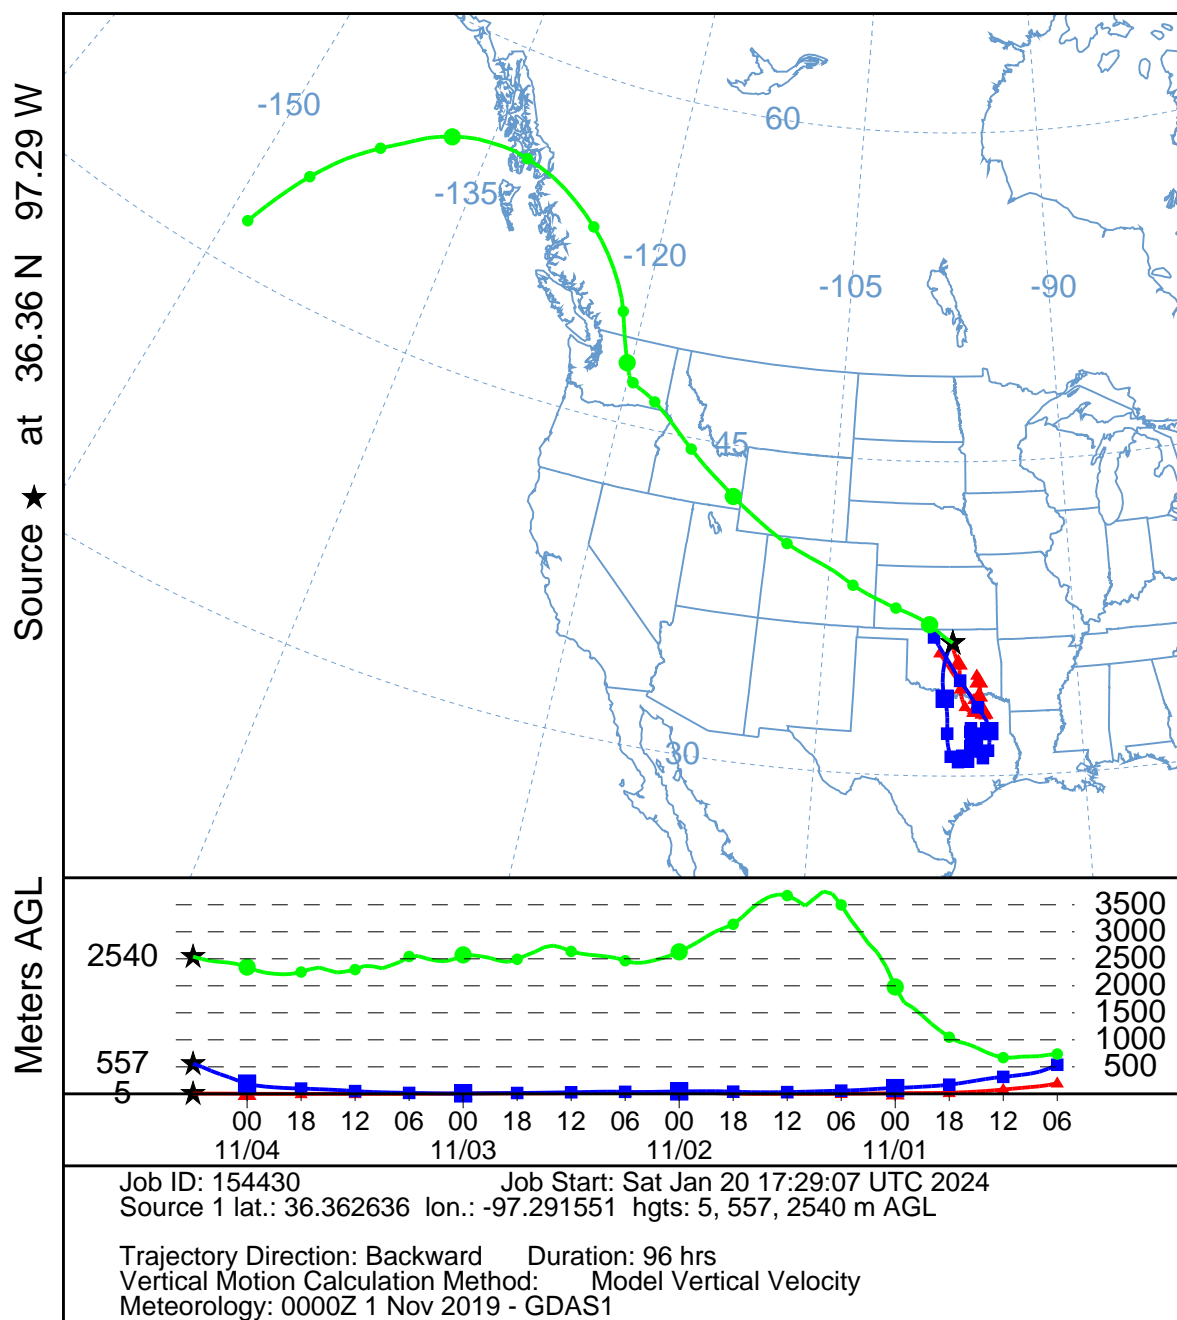 Source ★ at 36.36 N 97.29 W
-150
60
-135
-120
-105
-90
45
30
Meters AGL
2540
557
5
3500
3000
2500
2000
1500
1000
500
00 18 12 06 00 18 12 06 00 18 12 06 00 18 12 06
11/04 11/03 11/02 11/01
Job ID: 154430 Job Start: Sat Jan 20 17:29:07 UTC 2024
Source 1 lat.: 36.362636 lon.: -97.291551 hgts: 5, 557, 2540 m AGL
Trajectory Direction: Backward Duration: 96 hrs
Vertical Motion Calculation Method: Model Vertical Velocity
Meteorology: 0000Z 1 Nov 2019 - GDAS1